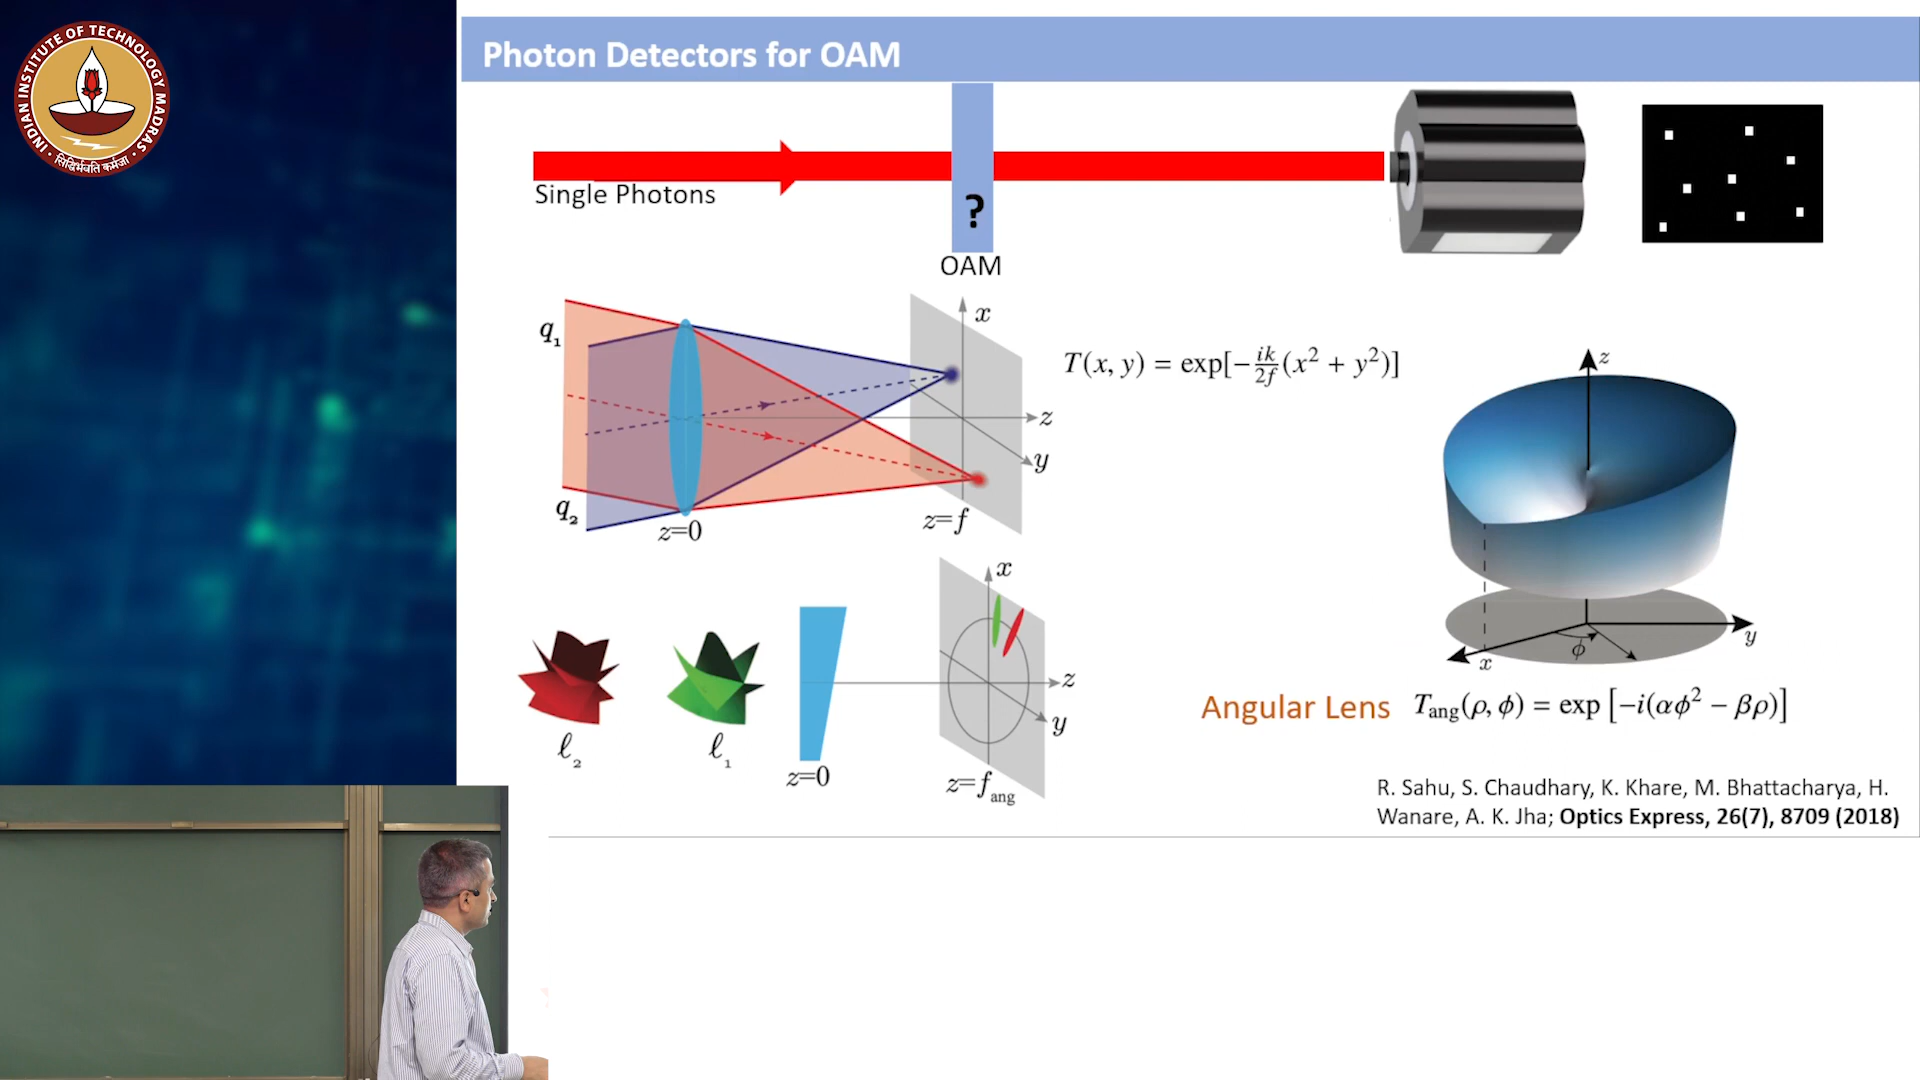 INDIAN INSTITUTE OF TECHNOLOGY MADRAS
सिद्धिर्भवति कर्मजा
Photon Detectors for OAM
Single Photons
?
OAM
q₁
q₂
z=0
z=f
x
z
y
T(x, y) = exp[−ik/2f(x² + y²)]
z
y
x
ϕ
ℓ₂
ℓ₁
z=0
x
z
y
z=f_ang
Angular Lens T_ang(ρ, ϕ) = exp [−i(αϕ² − βρ)]
R. Sahu, S. Chaudhary, K. Khare, M. Bhattacharya, H.
Wanare, A. K. Jha; Optics Express, 26(7), 8709 (2018)